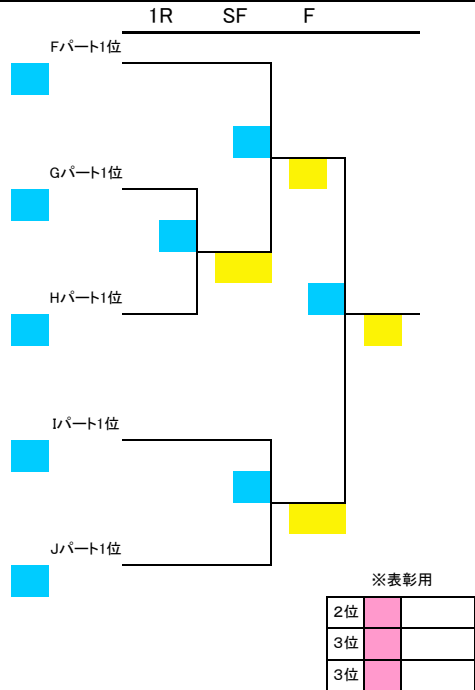 1R SF F
Fパート1位
Gパート1位
Hパート1位
Iパート1位
Jパート1位
※表彰用
2位
3位
3位